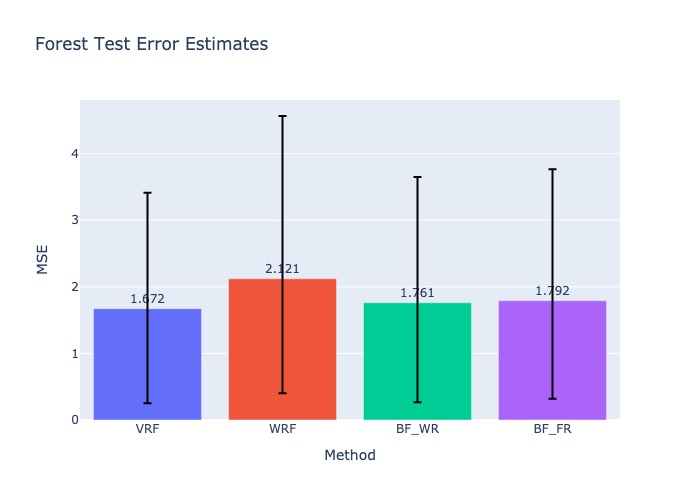 Forest Test Error Estimates
MSE
4
3
2
1
0
1.672
2.121
1.761
1.792
VRF
WRF
BF_WR
BF_FR
Method